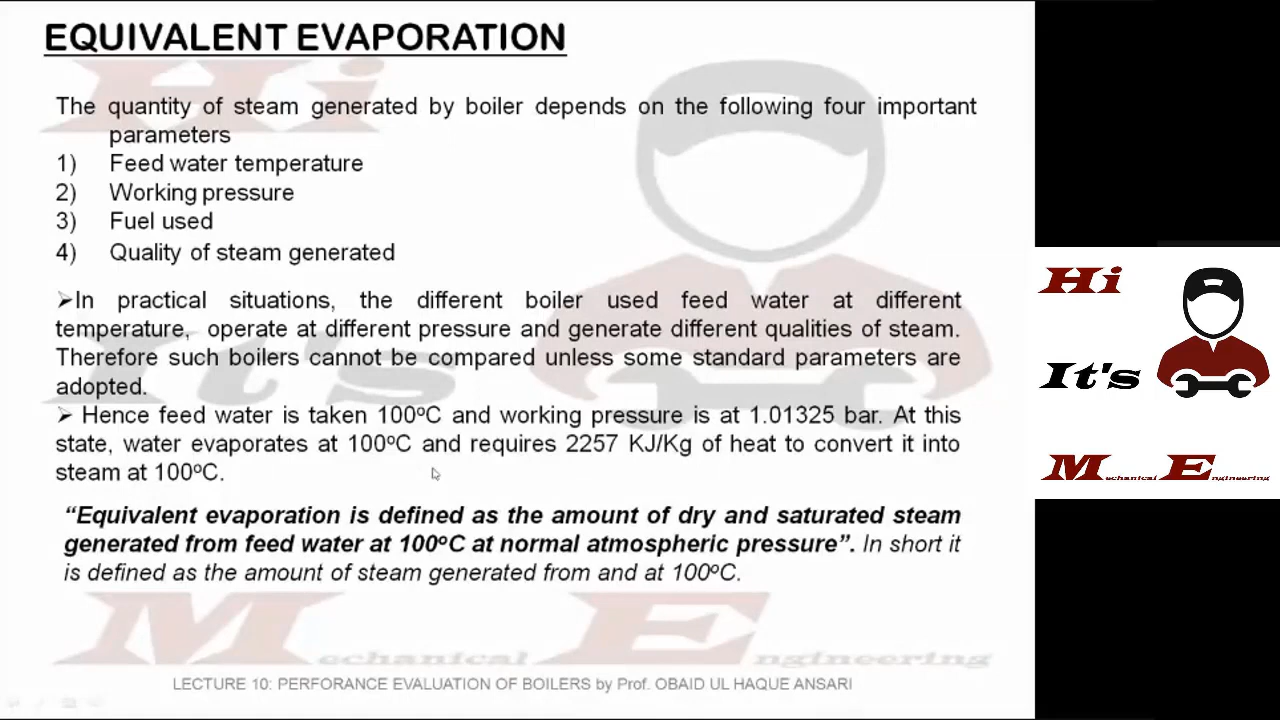 EQUIVALENT EVAPORATION
The quantity of steam generated by boiler depends on the following four important
parameters
1) Feed water temperature
2) Working pressure
3) Fuel used
4) Quality of steam generated
➢In practical situations, the different boiler used feed water at different
temperature, operate at different pressure and generate different qualities of steam.
Therefore such boilers cannot be compared unless some standard parameters are
adopted.
➢ Hence feed water is taken 100ºC and working pressure is at 1.01325 bar. At this
state, water evaporates at 100ºC and requires 2257 KJ/Kg of heat to convert it into
steam at 100ºC.
“Equivalent evaporation is defined as the amount of dry and saturated steam
generated from feed water at 100ºC at normal atmospheric pressure”. In short it
is defined as the amount of steam generated from and at 100ºC.
LECTURE 10: PERFORANCE EVALUATION OF BOILERS by Prof. OBAID UL HAQUE ANSARI
Hi
It's
Mechanical Engineering
Hi
It's
Mechanical Engineering